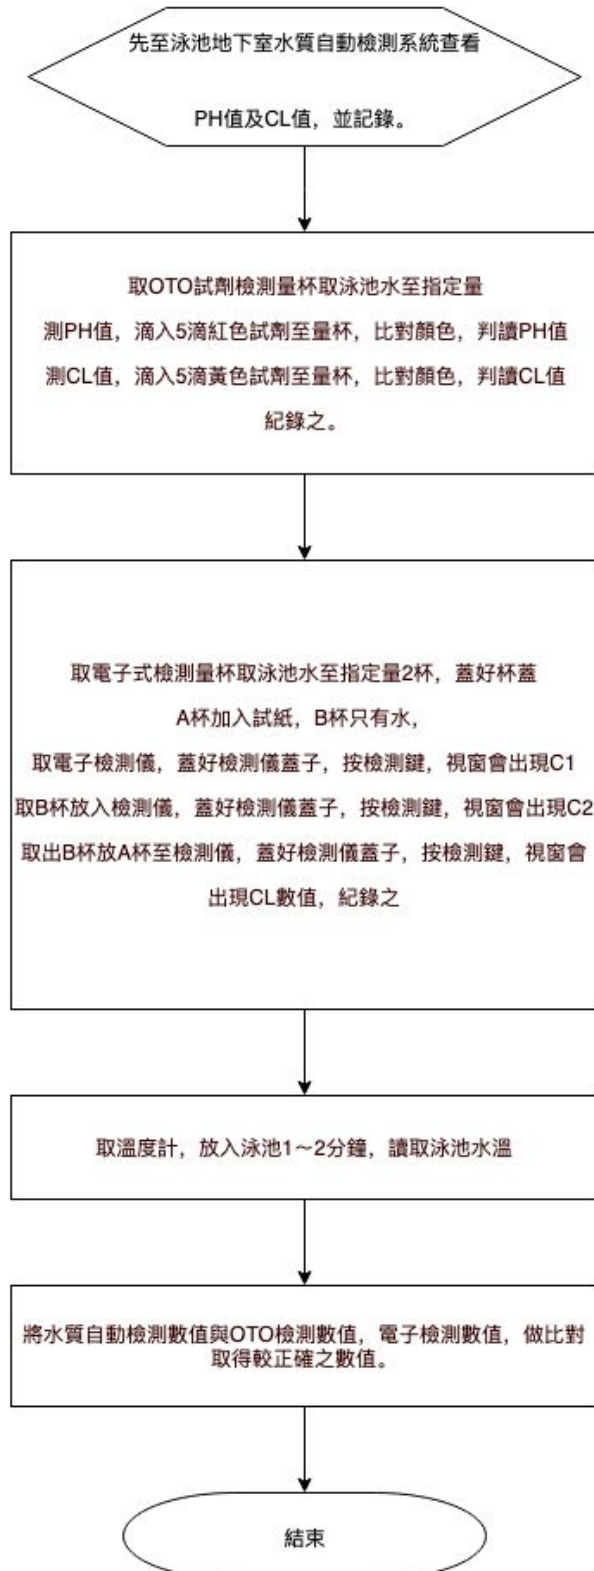 先至泳池地下室水質自動檢測系統查看
PH值及CL值，並記錄。
取OTO試劑檢測量杯取泳池水至指定量
測PH值，滴入5滴紅色試劑至量杯，比對顏色，判讀PH值
測CL值，滴入5滴黃色試劑至量杯，比對顏色，判讀CL值
紀錄之。
取電子式檢測量杯取泳池水至指定量2杯，蓋好杯蓋
A杯加入試紙，B杯只有水，
取電子檢測儀，蓋好檢測儀蓋子，按檢測鍵，視窗會出現C1
取B杯放入檢測儀，蓋好檢測儀蓋子，按檢測鍵，視窗會出現C2
取出B杯放A杯至檢測儀，蓋好檢測儀蓋子，按檢測鍵，視窗會
出現CL數值，紀錄之
取溫度計，放入泳池1～2分鐘，讀取泳池水溫
將水質自動檢測數值與OTO檢測數值，電子檢測數值，做比對
取得較正確之數值。
結束